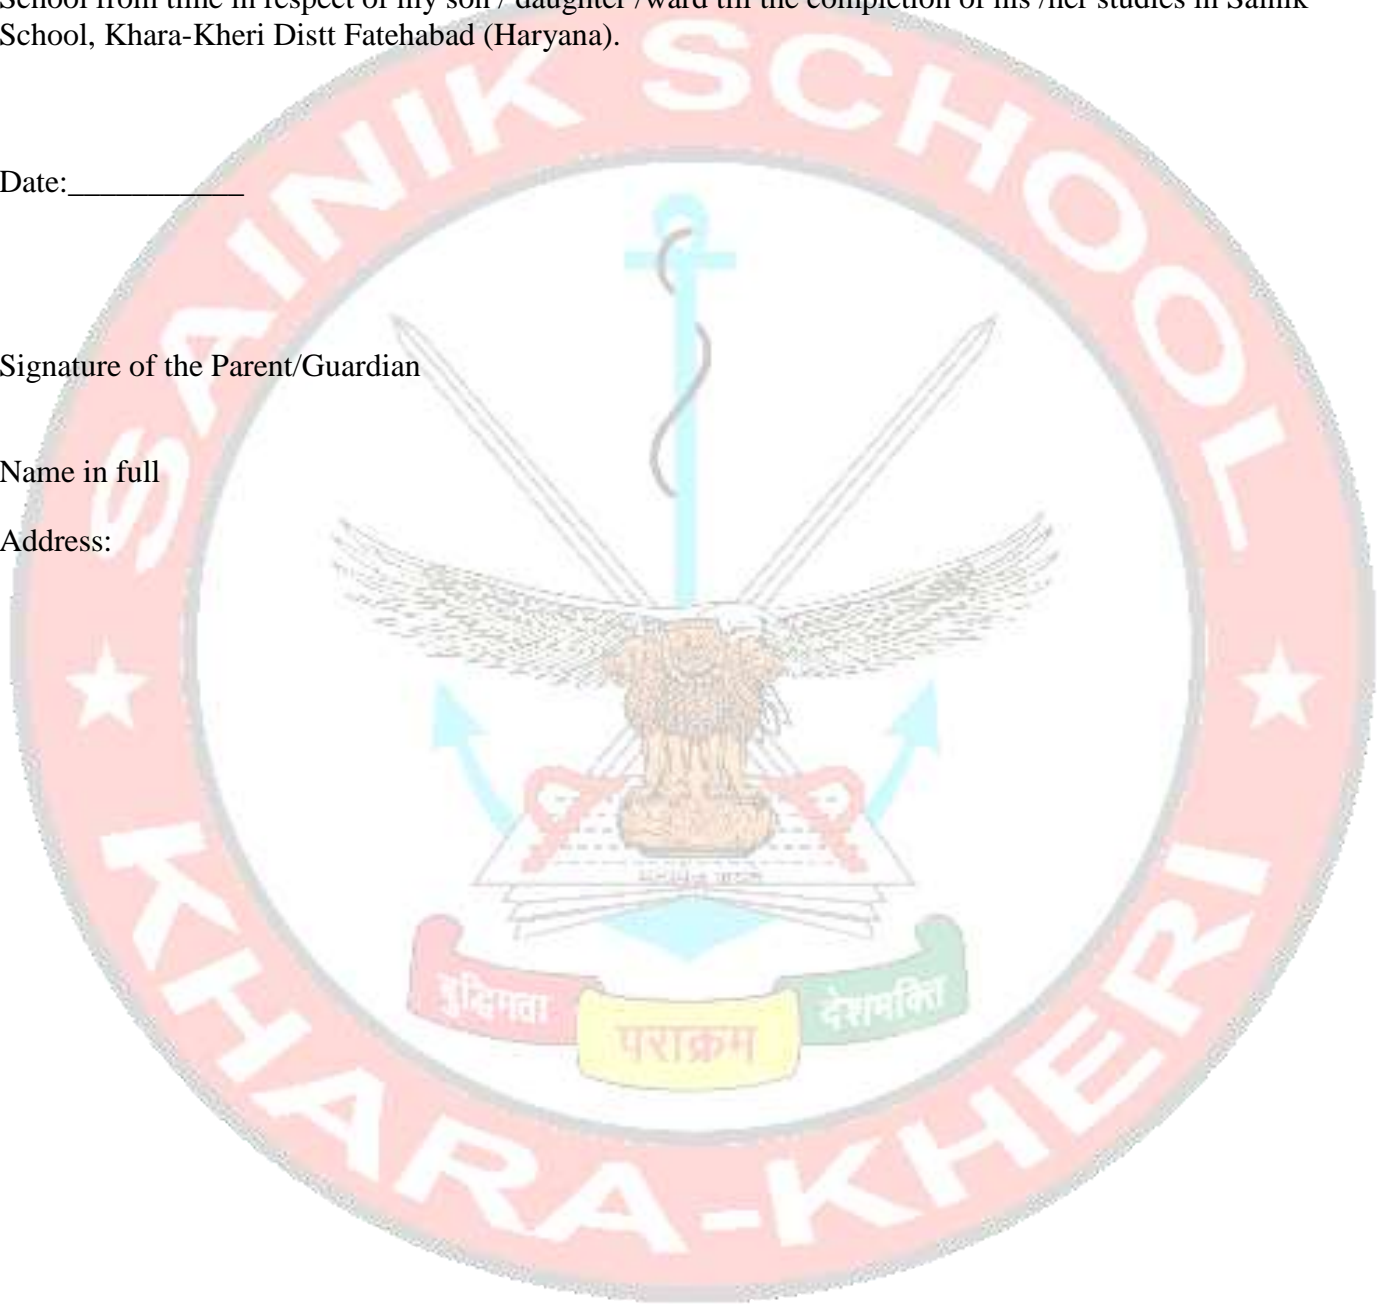 School from time in respect of my son / daughter /ward till the completion of his /her studies in Sainik
School, Khara-Kheri Distt Fatehabad (Haryana).
Date:___________
Signature of the Parent/Guardian
Name in full
Address:
SAINIK SCHOOL
बुद्धिमता
पराक्रम
देशभक्ति
KHARA-KHERI